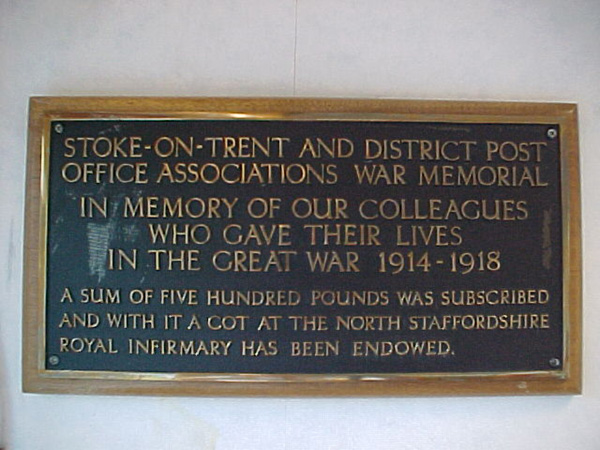 STOKE-ON-TRENT AND DISTRICT POST
OFFICE ASSOCIATIONS WAR MEMORIAL
IN MEMORY OF OUR COLLEAGUES
WHO GAVE THEIR LIVES
IN THE GREAT WAR 1914-1918
A SUM OF FIVE HUNDRED POUNDS WAS SUBSCRIBED
AND WITH IT A COT AT THE NORTH STAFFORDSHIRE
ROYAL INFIRMARY HAS BEEN ENDOWED.